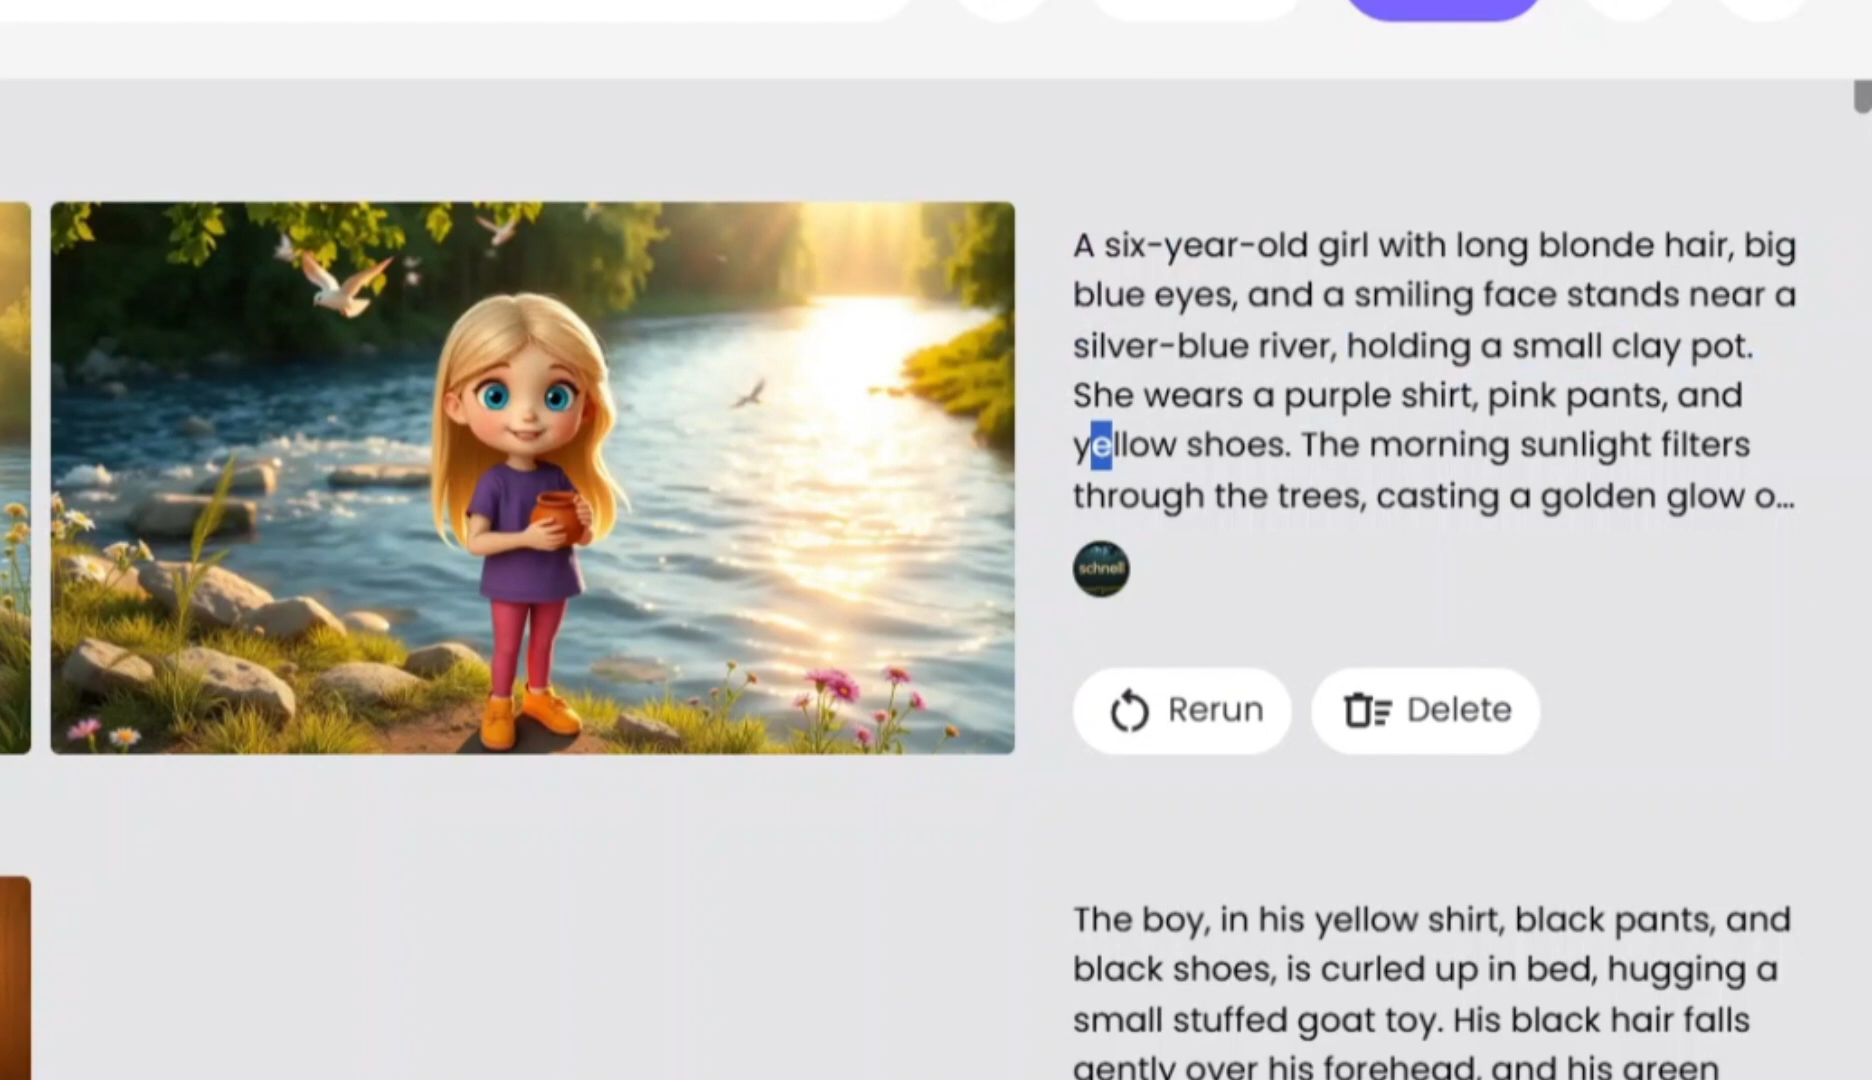 A six-year-old girl with long blonde hair, big
blue eyes, and a smiling face stands near a
silver-blue river, holding a small clay pot.
She wears a purple shirt, pink pants, and
yellow shoes. The morning sunlight filters
through the trees, casting a golden glow o...
schnell
Rerun
Delete
The boy, in his yellow shirt, black pants, and
black shoes, is curled up in bed, hugging a
small stuffed goat toy. His black hair falls
gently over his forehead, and his green